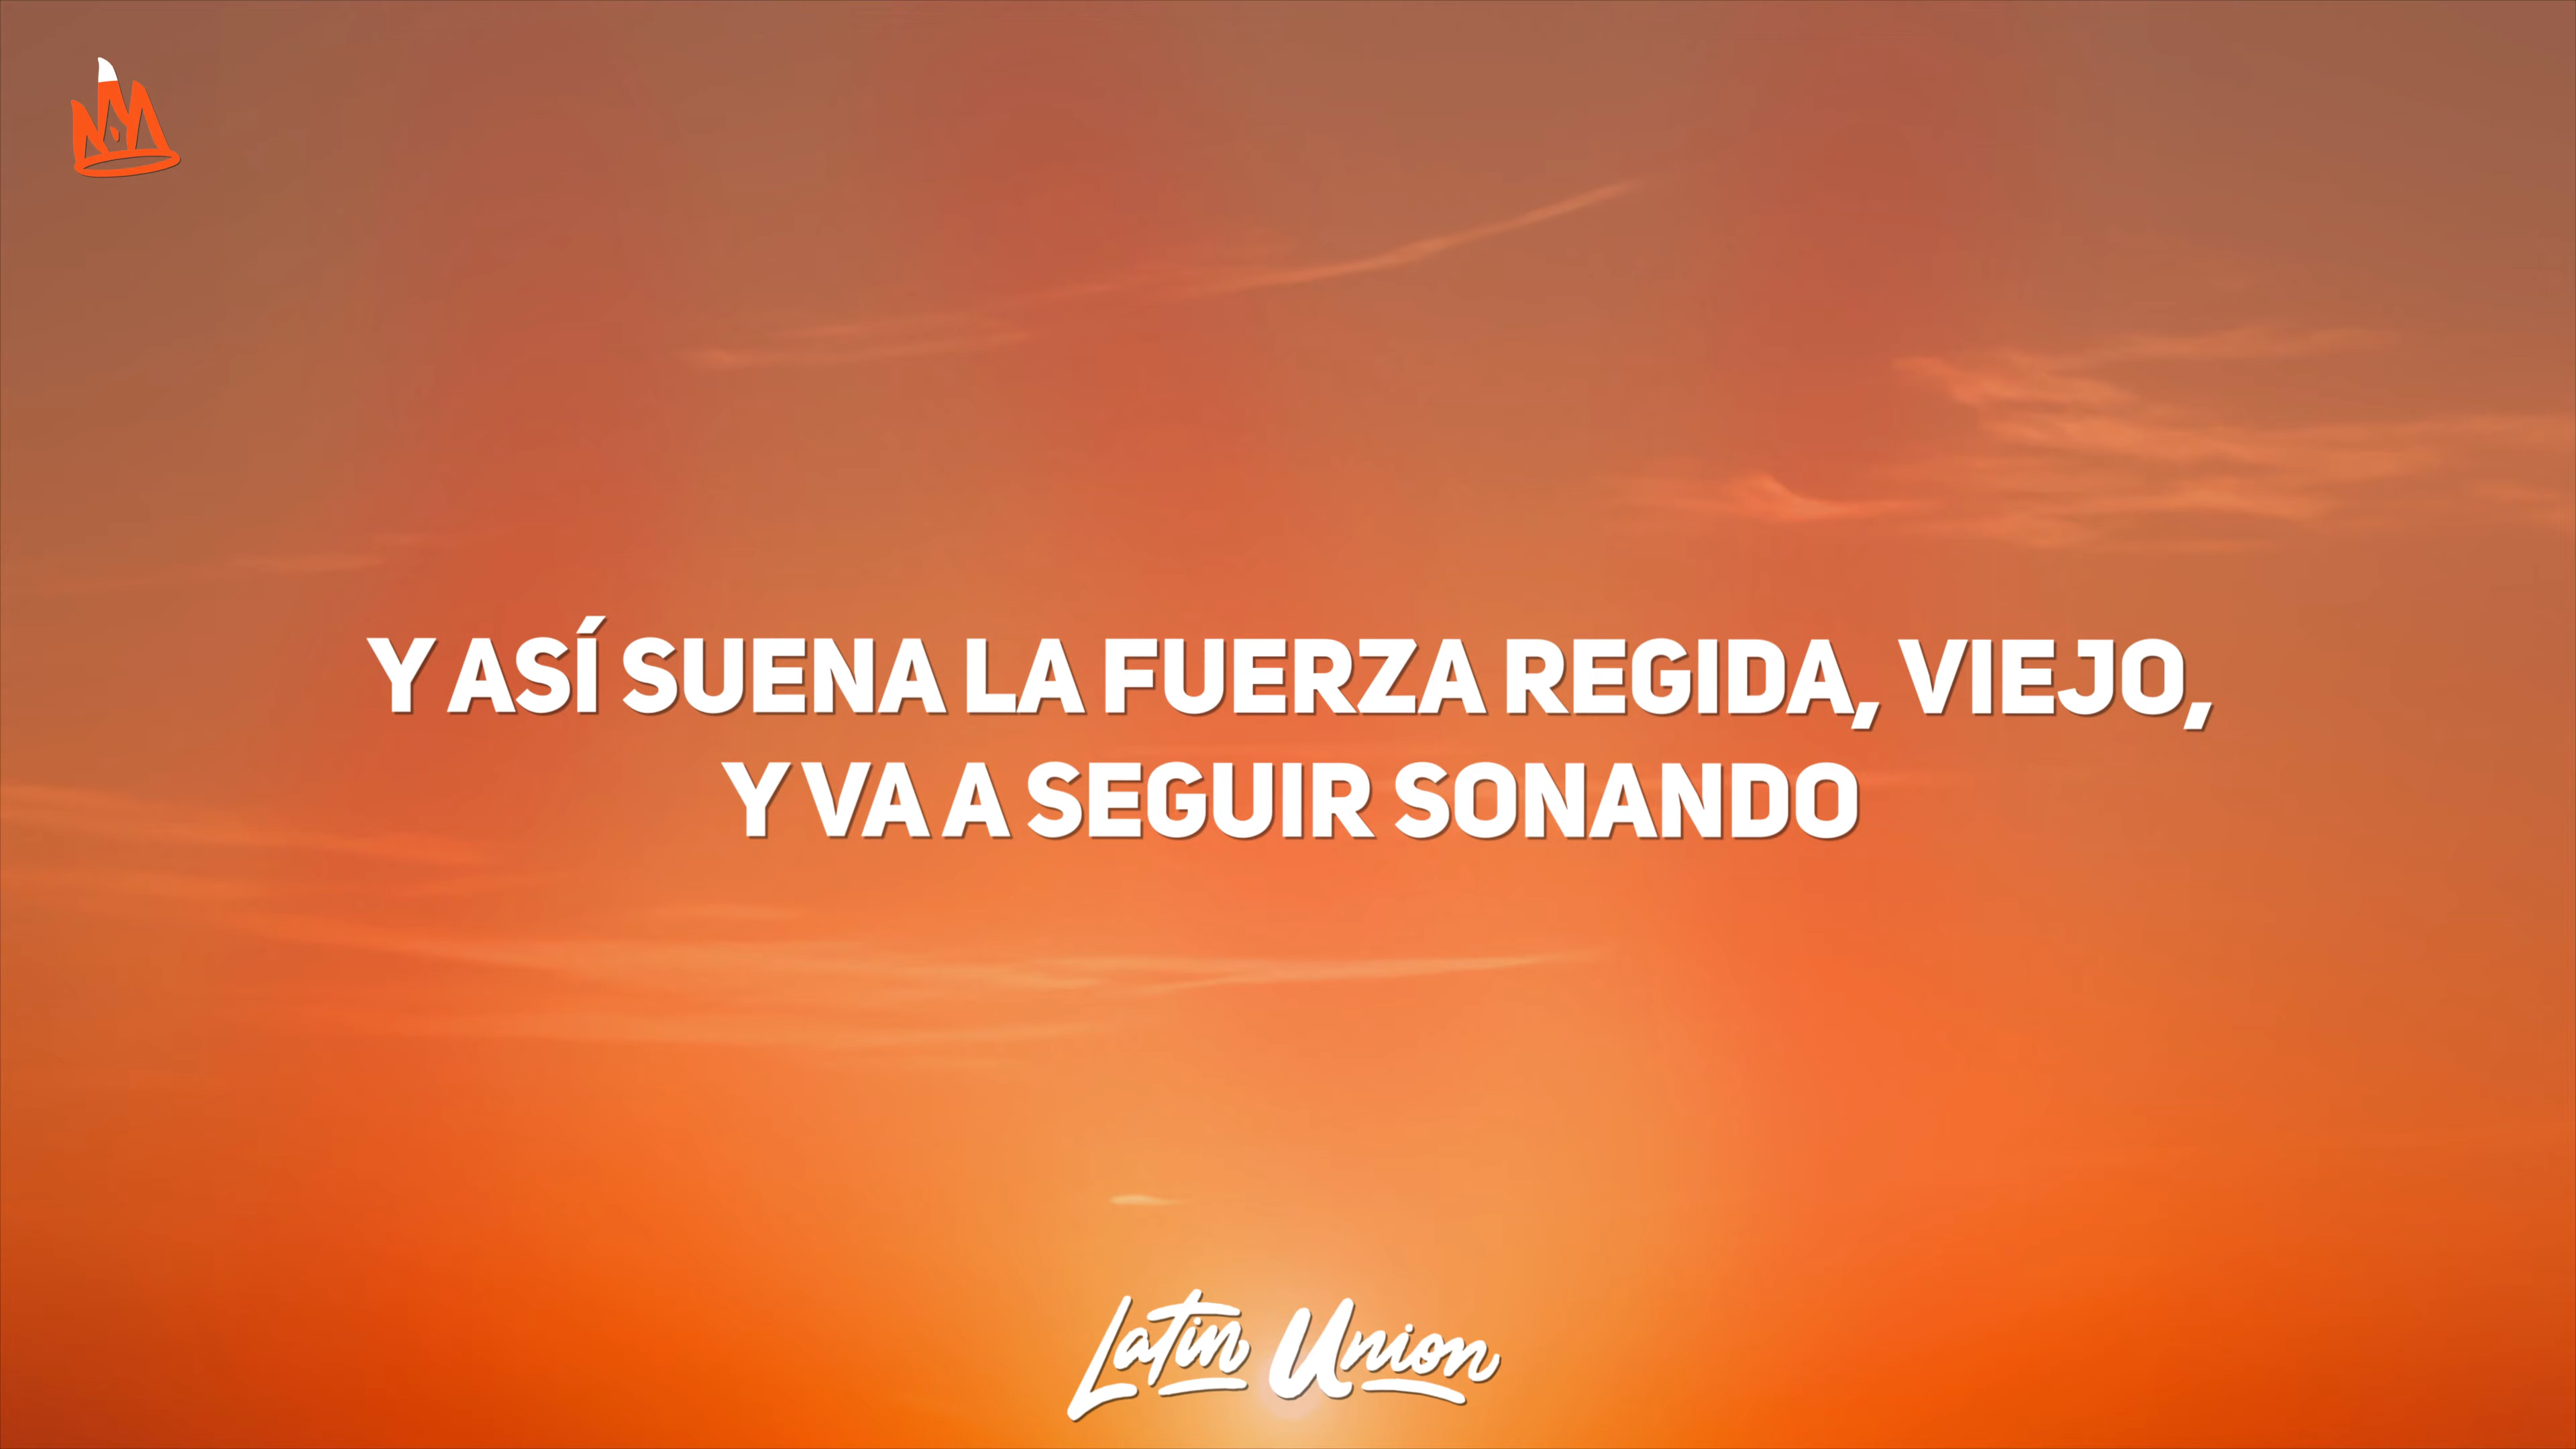 Y ASÍ SUENA LA FUERZA REGIDA, VIEJO,
Y VA A SEGUIR SONANDO
Latin Union